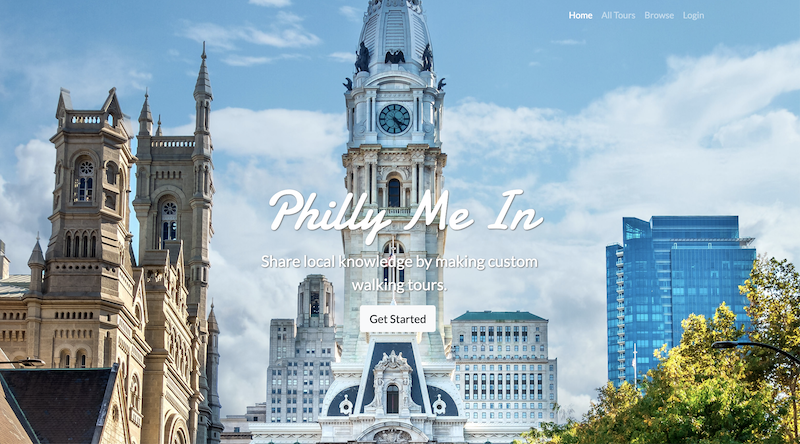 Home All Tours Browse Login
Philly Me In
Share local knowledge by making custom
walking tours.
Get Started